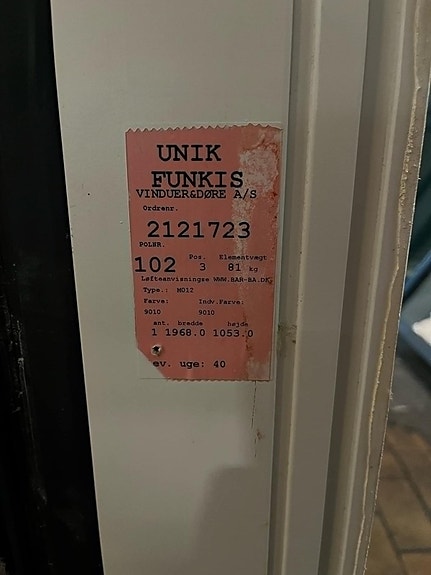 UNIK
FUNKIS
VINDUER&DØRE A/S
Ordrenr.
2121723
POLNR.
Pos. Elementvægt
102 3 81 kg
Løfteanvisningse WWW.BAR-BA.DK
Type.: M012
Farve: Indv.Farve:
9010 9010
ant. bredde højde
1 1968.0 1053.0
ev. uge: 40